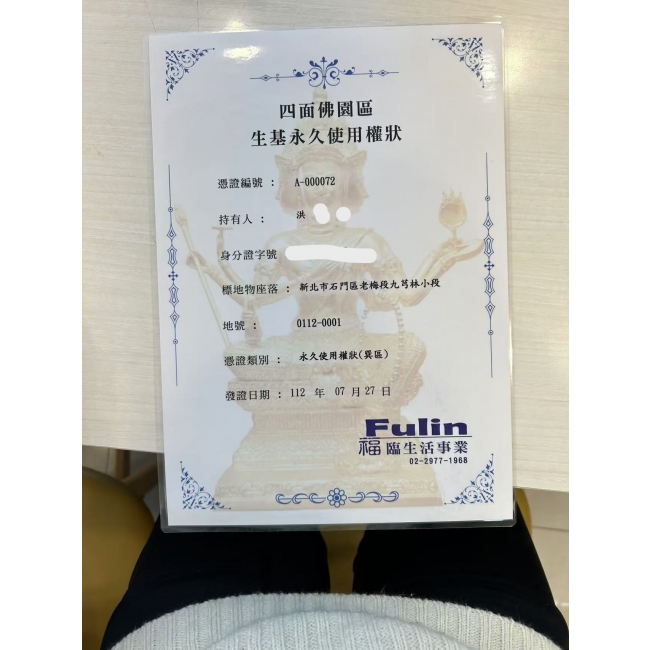 四面佛園區
生基永久使用權狀
憑證編號 : A-000072
持有人 : 洪
身分證字號
標地物座落 : 新北市石門區老梅段九芎林小段
地號 : 0112-0001
憑證類別 : 永久使用權狀(異區)
發證日期 : 112 年 07 月 27 日
Fulin
福臨生活事業
02-2977-1968